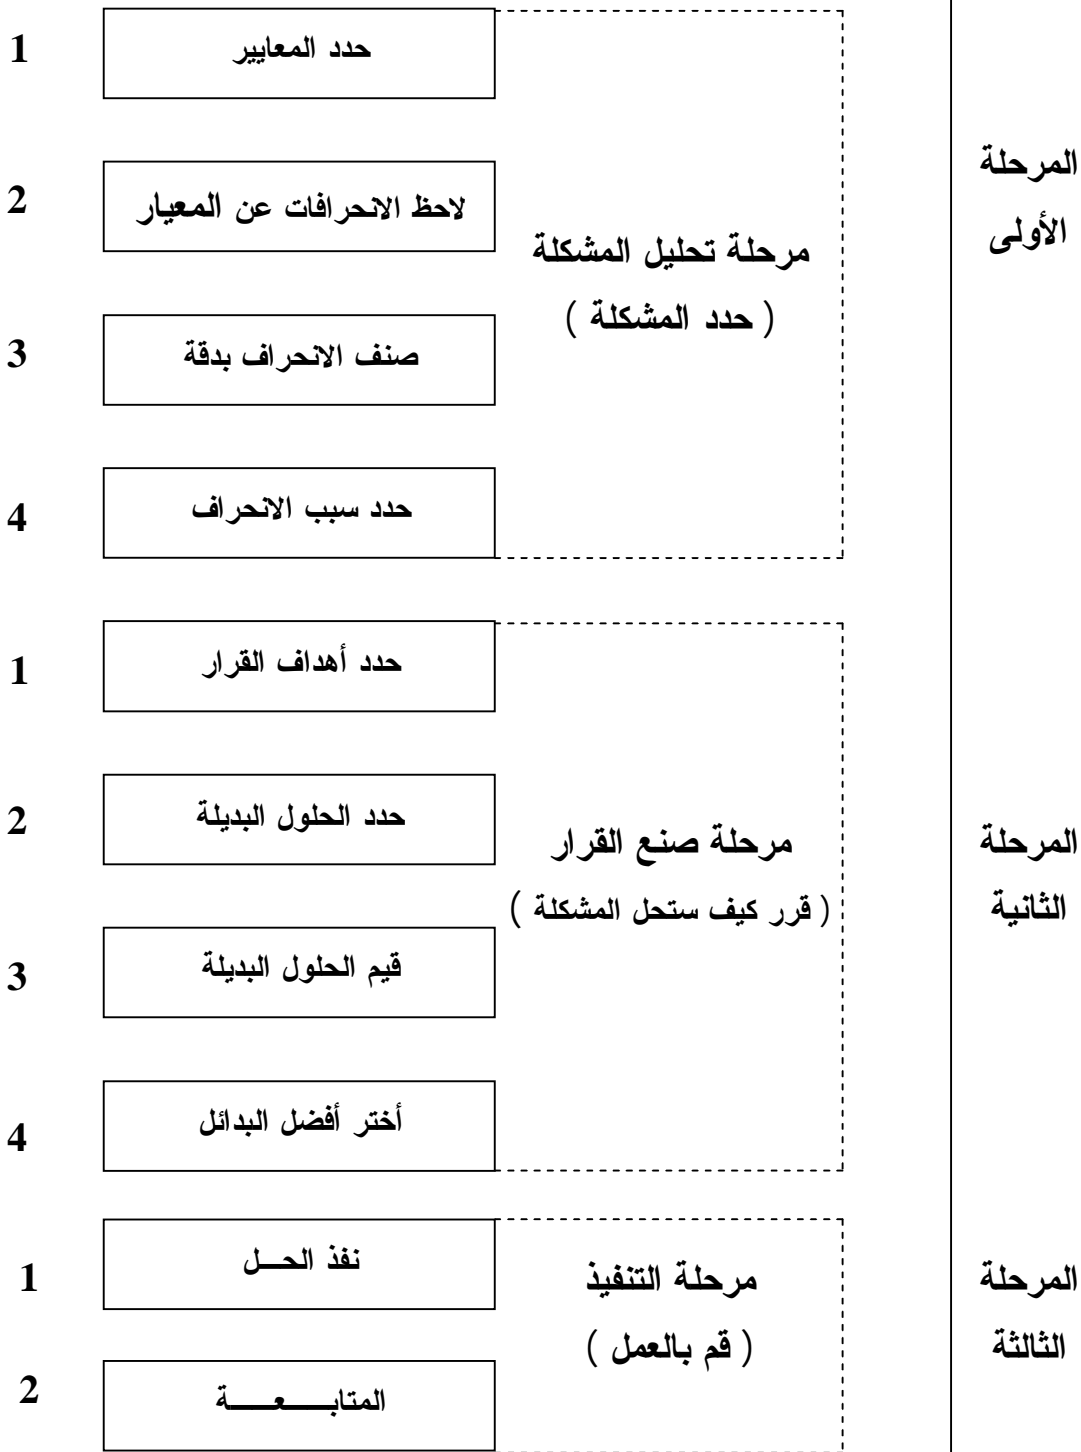 المرحلة
الأولى
مرحلة تحليل المشكلة
( حدد المشكلة )
حدد المعايير
1
لاحظ الانحرافات عن المعيار
2
صنف الانحراف بدقة
3
حدد سبب الانحراف
4
المرحلة
الثانية
مرحلة صنع القرار
( قرر كيف ستحل المشكلة )
حدد أهداف القرار
1
حدد الحلول البديلة
2
قيم الحلول البديلة
3
أختر أفضل البدائل
4
المرحلة
الثالثة
مرحلة التنفيذ
( قم بالعمل )
نفذ الحـــل
1
المتابـــــعـــــة
2